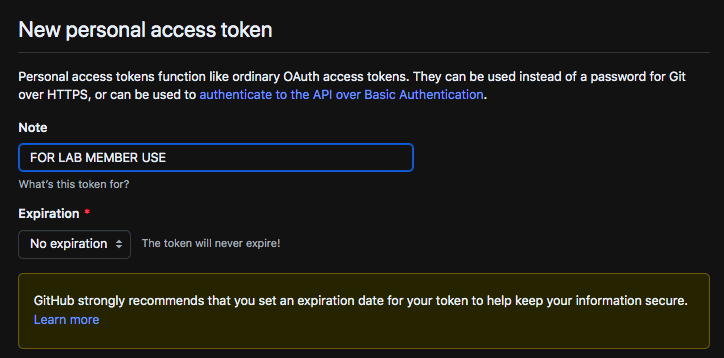 New personal access token
Personal access tokens function like ordinary OAuth access tokens. They can be used instead of a password for Git
over HTTPS, or can be used to authenticate to the API over Basic Authentication.
Note
FOR LAB MEMBER USE
What's this token for?
Expiration *
No expiration The token will never expire!
GitHub strongly recommends that you set an expiration date for your token to help keep your information secure.
Learn more